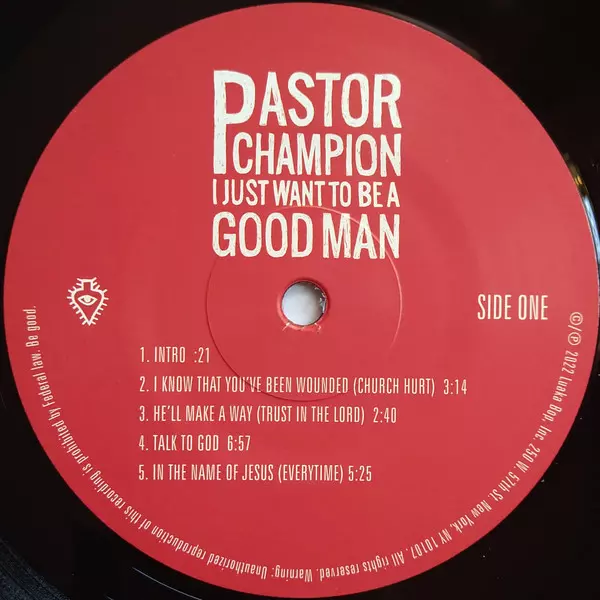 PASTOR
CHAMPION
I JUST WANT TO BE A
GOOD MAN
SIDE ONE
1. INTRO :21
2. I KNOW THAT YOU'VE BEEN WOUNDED (CHURCH HURT) 3:14
3. HE'LL MAKE A WAY (TRUST IN THE LORD) 2:40
4. TALK TO GOD 6:57
5. IN THE NAME OF JESUS (EVERYTIME) 5:25
©/℗ 2022 Luaka Bop, Inc. 250 W. 57th St. New York, NY 10107. All rights reserved. Warning: Unauthorized reproduction of this recording is prohibited by Federal law. Be good.